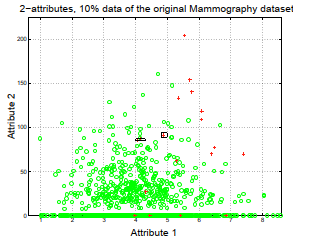 2-attributes, 10% data of the original Mammography dataset
200
150
100
50
0
1 2 3 4 5 6 7 8
Attribute 2
Attribute 1